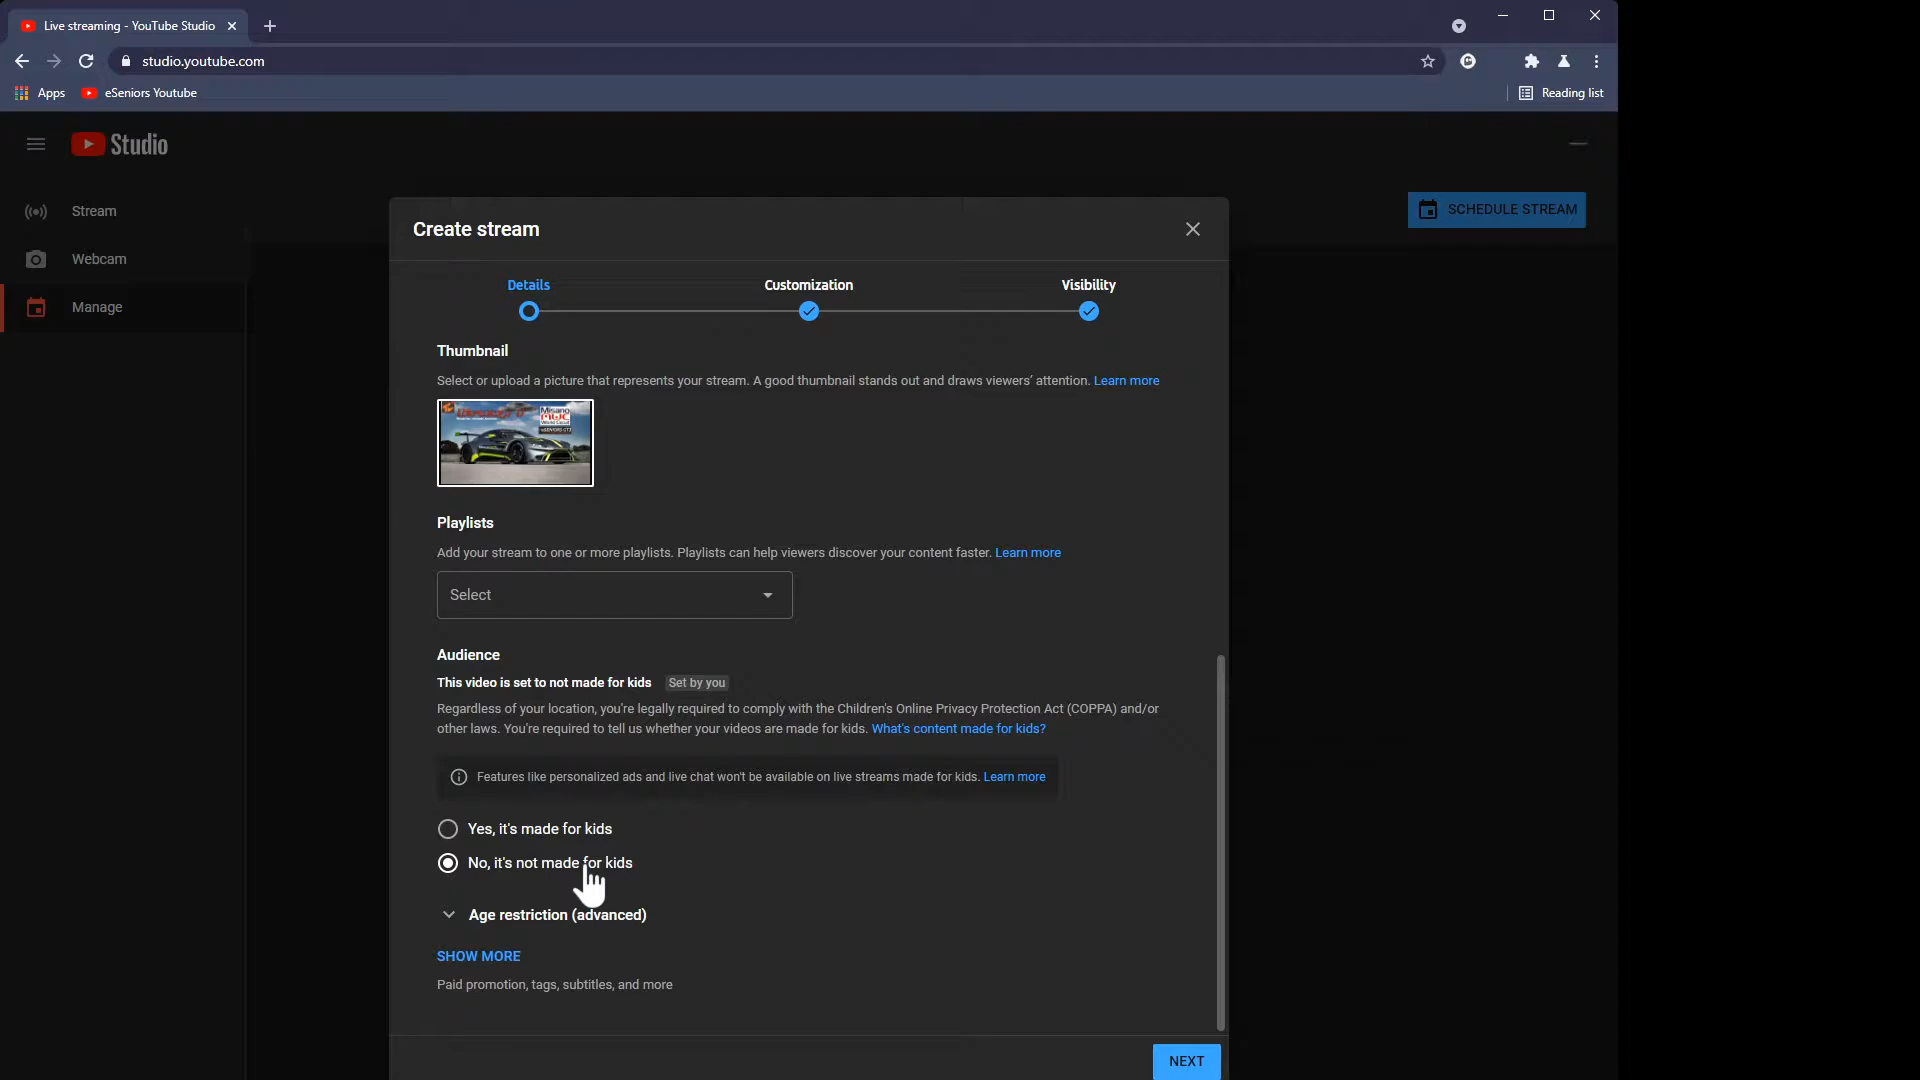 Live streaming - YouTube Studio
studio.youtube.com
Apps
eSeniors Youtube
Reading list
Studio
Stream
SCHEDULE STREAM
Create stream
Webcam
Details
Customization
Visibility
Manage
Thumbnail
Select or upload a picture that represents your stream. A good thumbnail stands out and draws viewers' attention. Learn more
Misano
World Circuit
Playlists
Add your stream to one or more playlists. Playlists can help viewers discover your content faster. Learn more
Select
Audience
This video is set to not made for kids Set by you
Regardless of your location, you're legally required to comply with the Children's Online Privacy Protection Act (COPPA) and/or
other laws. You're required to tell us whether your videos are made for kids. What's content made for kids?
Features like personalized ads and live chat won't be available on live streams made for kids. Learn more
Yes, it's made for kids
No, it's not made for kids
Age restriction (advanced)
SHOW MORE
Paid promotion, tags, subtitles, and more
NEXT